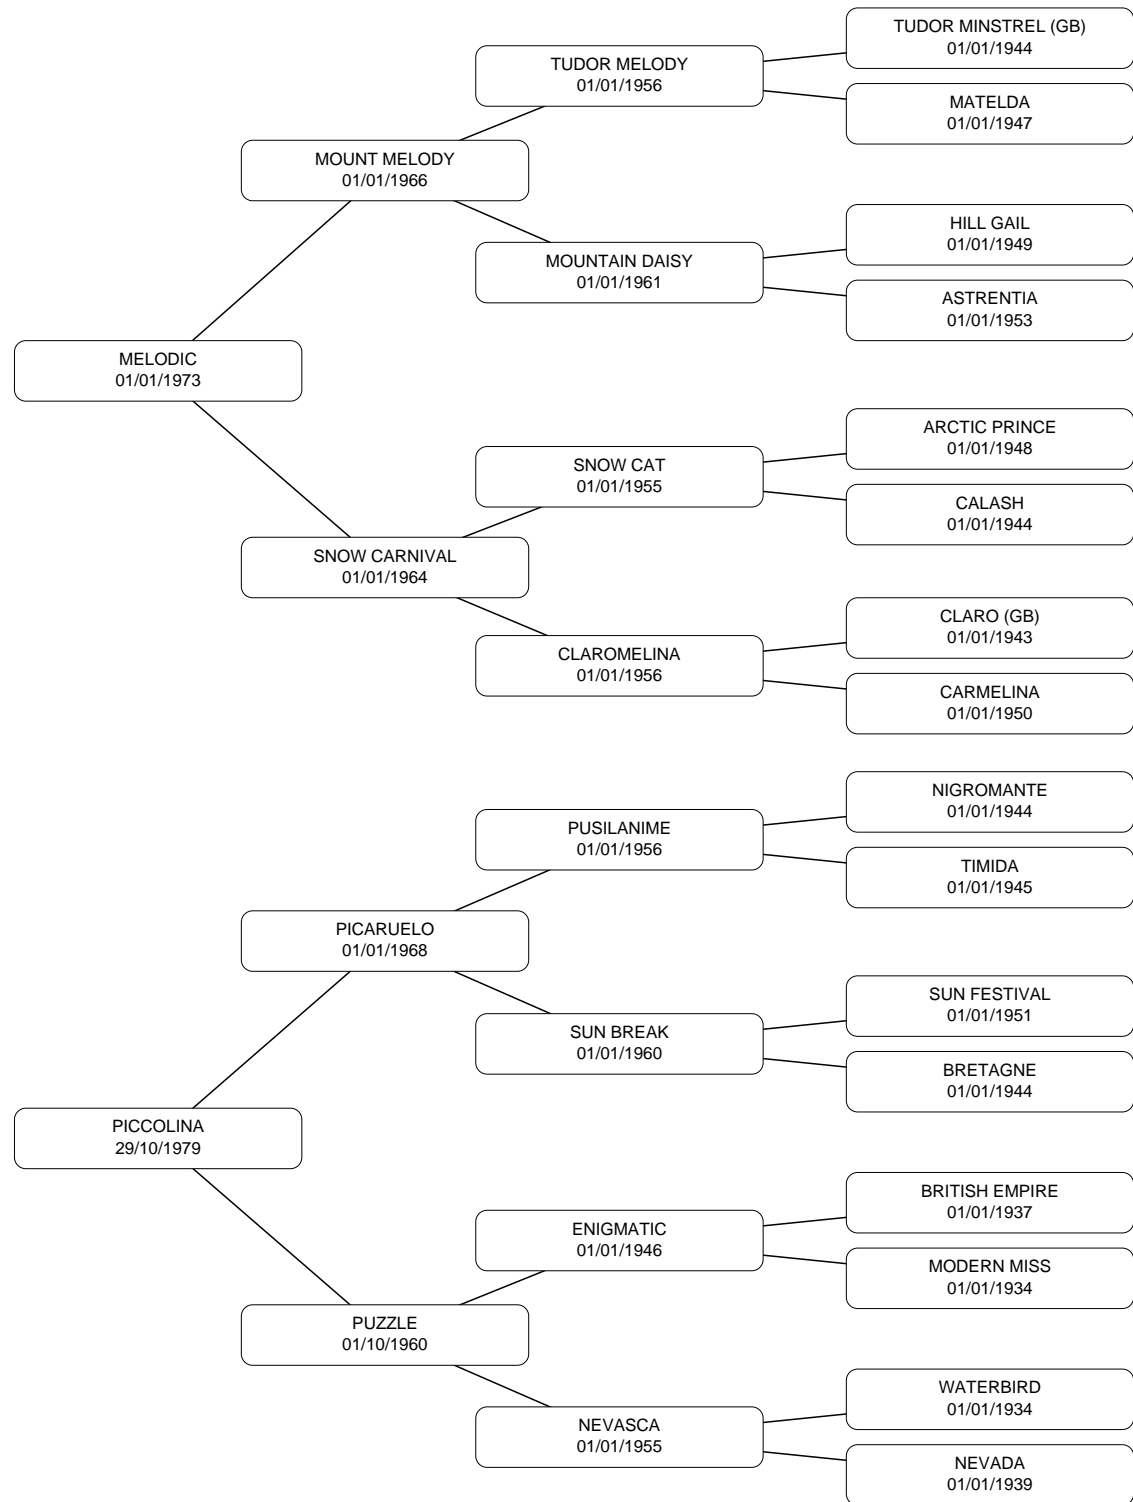 TUDOR MINSTREL (GB)
01/01/1944
TUDOR MELODY
01/01/1956
MATELDA
01/01/1947
MOUNT MELODY
01/01/1966
HILL GAIL
01/01/1949
MOUNTAIN DAISY
01/01/1961
ASTRENTIA
01/01/1953
MELODIC
01/01/1973
ARCTIC PRINCE
01/01/1948
SNOW CAT
01/01/1955
CALASH
01/01/1944
SNOW CARNIVAL
01/01/1964
CLARO (GB)
01/01/1943
CLAROMELINA
01/01/1956
CARMELINA
01/01/1950
NIGROMANTE
01/01/1944
PUSILANIME
01/01/1956
TIMIDA
01/01/1945
PICARUELO
01/01/1968
SUN FESTIVAL
01/01/1951
SUN BREAK
01/01/1960
BRETAGNE
01/01/1944
PICCOLINA
29/10/1979
BRITISH EMPIRE
01/01/1937
ENIGMATIC
01/01/1946
MODERN MISS
01/01/1934
PUZZLE
01/10/1960
WATERBIRD
01/01/1934
NEVASCA
01/01/1955
NEVADA
01/01/1939